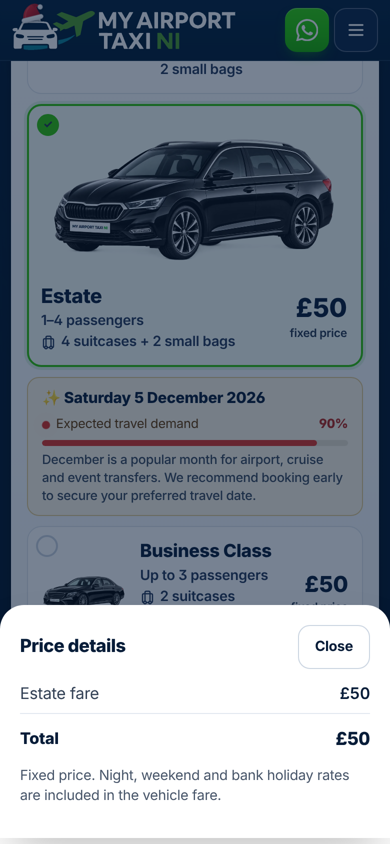 MY AIRPORT
TAXI NI
2 small bags
Estate
1–4 passengers
4 suitcases + 2 small bags
£50
fixed price
✨ Saturday 5 December 2026
Expected travel demand
90%
December is a popular month for airport, cruise
and event transfers. We recommend booking early
to secure your preferred travel date.
Business Class
Up to 3 passengers
2 suitcases
£50
Price details
Close
Estate fare
£50
Total
£50
Fixed price. Night, weekend and bank holiday rates
are included in the vehicle fare.